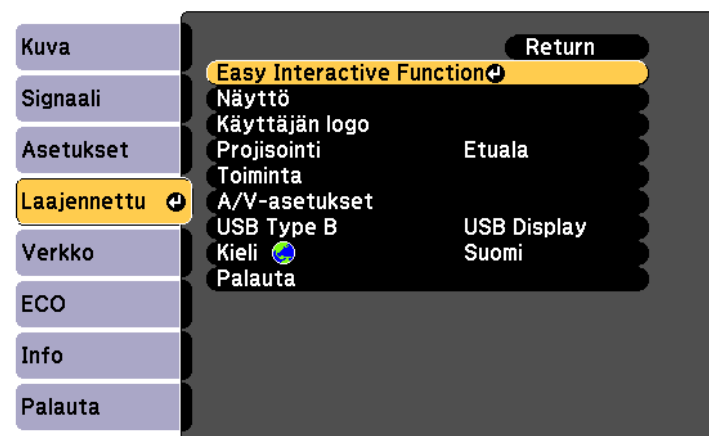 Kuva
Signaali
Asetukset
Laajennettu
Verkko
ECO
Info
Palauta
Return
Easy Interactive Function
Näyttö
Käyttäjän logo
Projisointi Etuala
Toiminta
A/V-asetukset
USB Type B USB Display
Kieli Suomi
Palauta